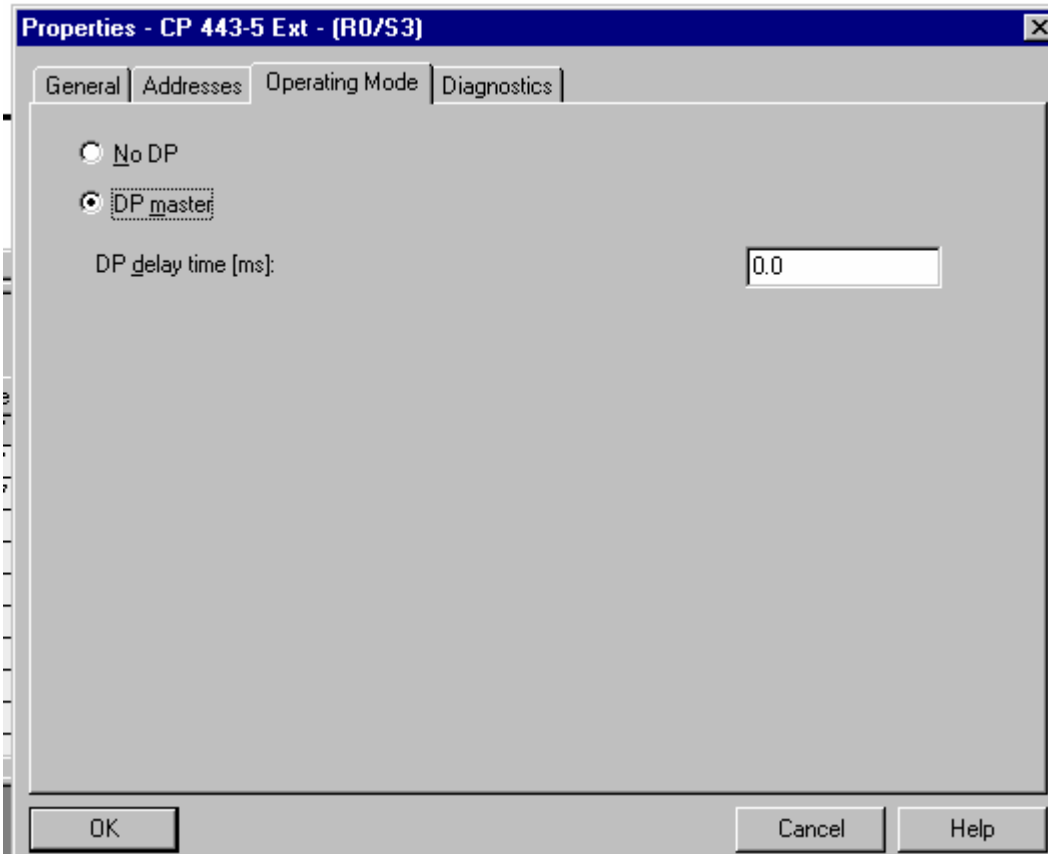 Properties - CP 443-5 Ext - (R0/S3)
General Addresses Operating Mode Diagnostics
No DP
DP master
DP delay time [ms]: 0.0
OK Cancel Help